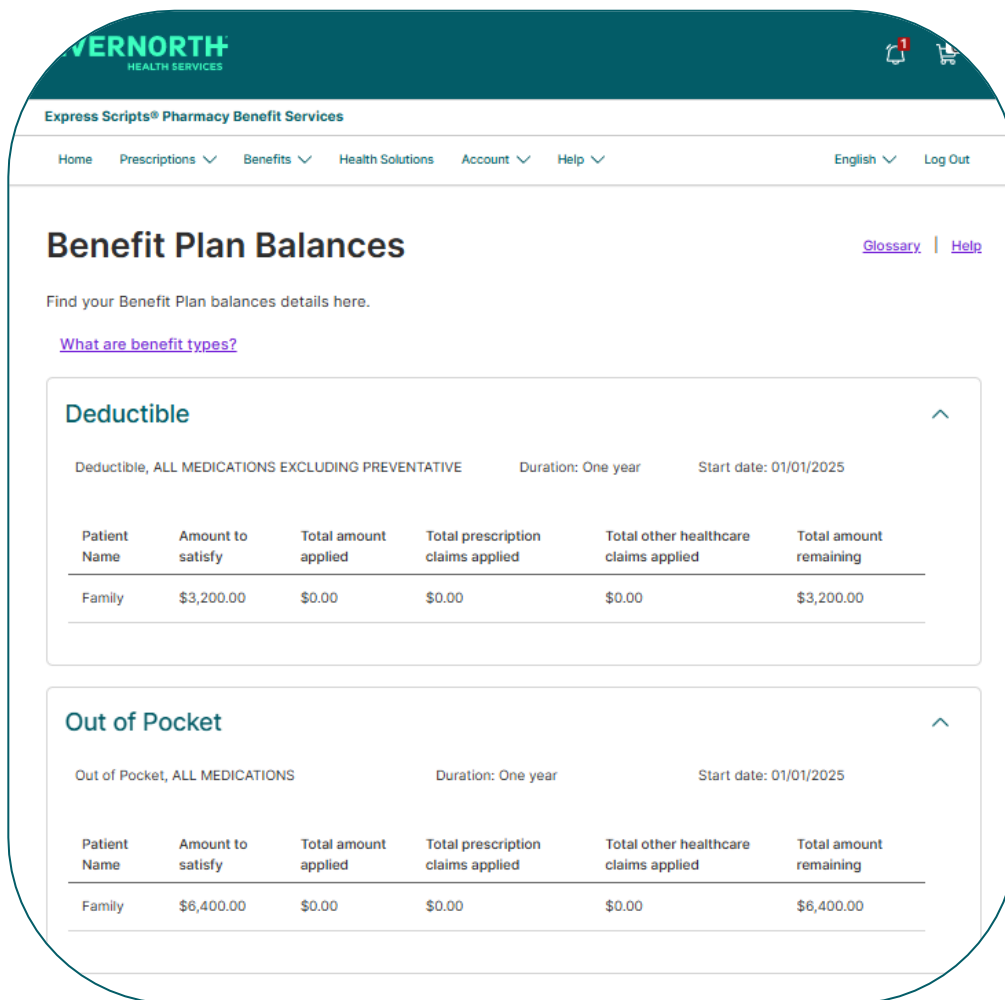 VERNORTH
HEALTH SERVICES
1
Express Scripts® Pharmacy Benefit Services
Home Prescriptions Benefits Health Solutions Account Help English Log Out
Benefit Plan Balances
Glossary | Help
Find your Benefit Plan balances details here.
What are benefit types?
Deductible
Deductible, ALL MEDICATIONS EXCLUDING PREVENTATIVE Duration: One year Start date: 01/01/2025
Patient Amount to Total amount Total prescription Total other healthcare Total amount
Name satisfy applied claims applied claims applied remaining
Family $3,200.00 $0.00 $0.00 $0.00 $3,200.00
Out of Pocket
Out of Pocket, ALL MEDICATIONS Duration: One year Start date: 01/01/2025
Patient Amount to Total amount Total prescription Total other healthcare Total amount
Name satisfy applied claims applied claims applied remaining
Family $6,400.00 $0.00 $0.00 $0.00 $6,400.00